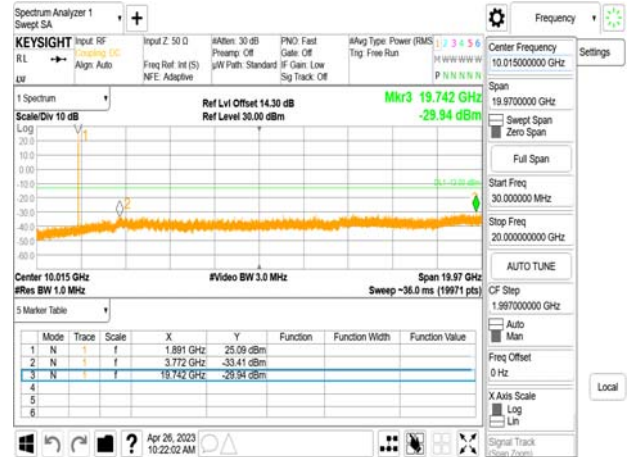 Spectrum Analyzer 1
Swept SA
Frequency
KEYSIGHT
RL
Input: RF
Coupling: DC
Align: Auto
Input Z: 50 Ω
Freq Ref: Int (S)
NFE: Adaptive
#Atten: 30 dB
Preamp: Off
µW Path: Standard
PNO: Fast
Gate: Off
IF Gain: Low
Sig Track: Off
#Avg Type: Power (RMS
Trig: Free Run
1 2 3 4 5 6
M W W W W W
P N N N N N
1 Spectrum
Scale/Div 10 dB
Ref Lvl Offset 14.30 dB
Ref Level 30.00 dBm
Mkr3 19.742 GHz
-29.94 dBm
Log
20.0
10.0
0.00
-10.0
-20.0
-30.0
-40.0
-50.0
-60.0
1
2
Center 10.015 GHz
#Res BW 1.0 MHz
#Video BW 3.0 MHz
Span 19.97 GHz
Sweep ~36.0 ms (19971 pts)
5 Marker Table
Mode Trace Scale X Y Function Function Width Function Value
1 N 1 f 1.891 GHz 25.09 dBm
2 N 1 f 3.772 GHz -33.41 dBm
3 N 1 f 19.742 GHz -29.94 dBm
4
5
6
?
Apr 26, 2023
10:22:02 AM
Center Frequency
10.015000000 GHz
Settings
Span
19.9700000 GHz
Swept Span
Zero Span
Full Span
Start Freq
30.000000 MHz
Stop Freq
20.000000000 GHz
AUTO TUNE
CF Step
1.997000000 GHz
Auto
Man
Freq Offset
0 Hz
X Axis Scale
Log
Lin
Local
Signal Track
(Span Zoom)